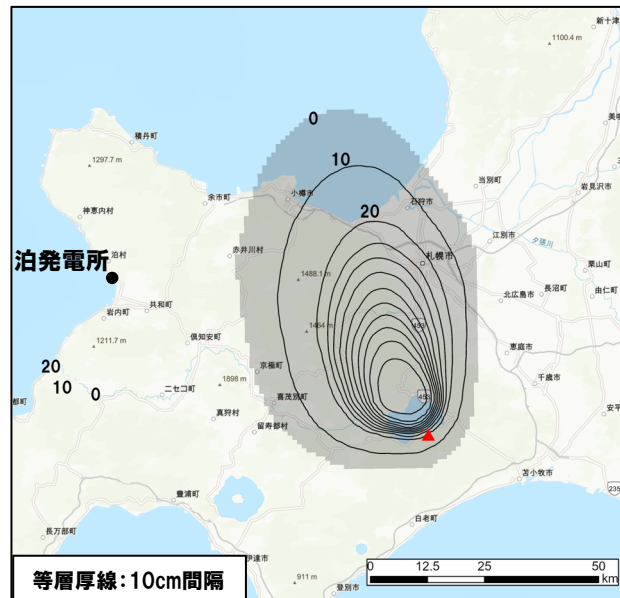 新十津
1100.4 m
美唄
0
積丹町
10
当別町
1297.7 m
岩見沢市
余市町
小樽市
石狩市
神恵内村
20
江別市
夕張川
泊発電所
泊村
赤井川村
札幌市
栗山町
1488.1 m
北広島市
長沼町
由仁町
岩内町
共和町
1464 m
453
1211.7 m
倶知安町
恵庭市
20
京極町
10
0
ニセコ町
1898 m
喜茂別町
453
千歳市
都町
真狩村
留寿都村
安平
苫小牧市
235
豊浦町
白老町
長万部町
伊達市
0 12.5 25 50
km
等層厚線：10cm間隔
911 m
登別市